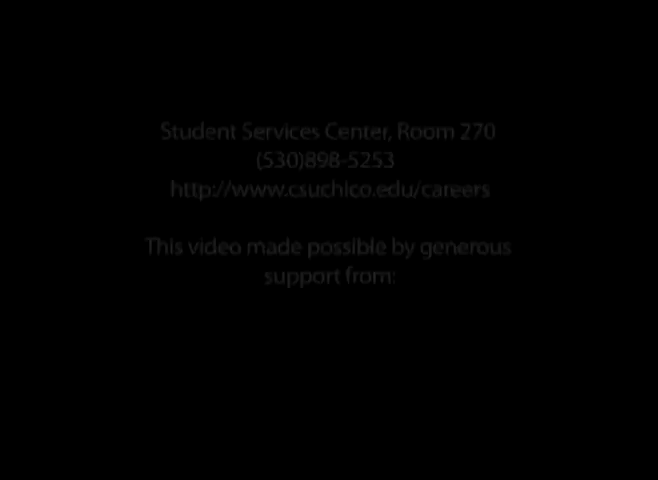 Student Services Center, Room 270
(530)898-5253
http://www.csuchico.edu/careers
This video made possible by generous
support from: